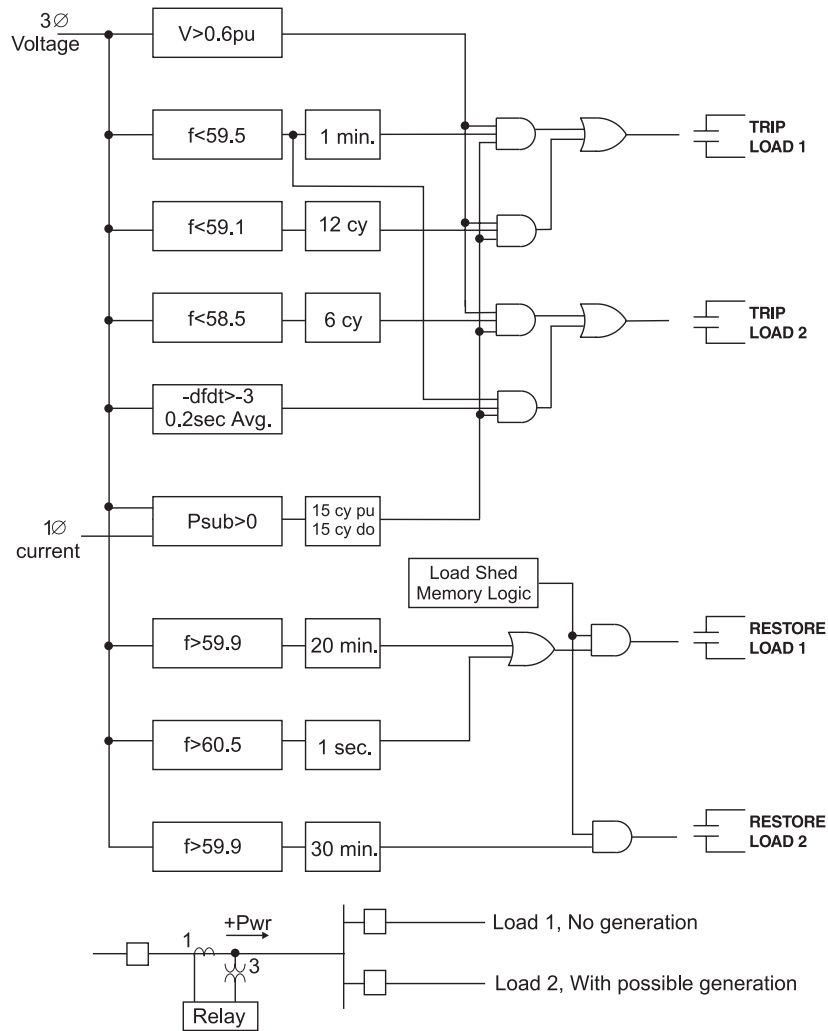 3∅
Voltage
V>0.6pu
f<59.5
1 min.
TRIP
LOAD 1
f<59.1
12 cy
f<58.5
6 cy
TRIP
LOAD 2
-dfdt>-3
0.2sec Avg.
Psub>0
15 cy pu
15 cy do
1∅
current
Load Shed
Memory Logic
f>59.9
20 min.
RESTORE
LOAD 1
f>60.5
1 sec.
f>59.9
30 min.
RESTORE
LOAD 2
+Pwr
1
3
Relay
Load 1, No generation
Load 2, With possible generation